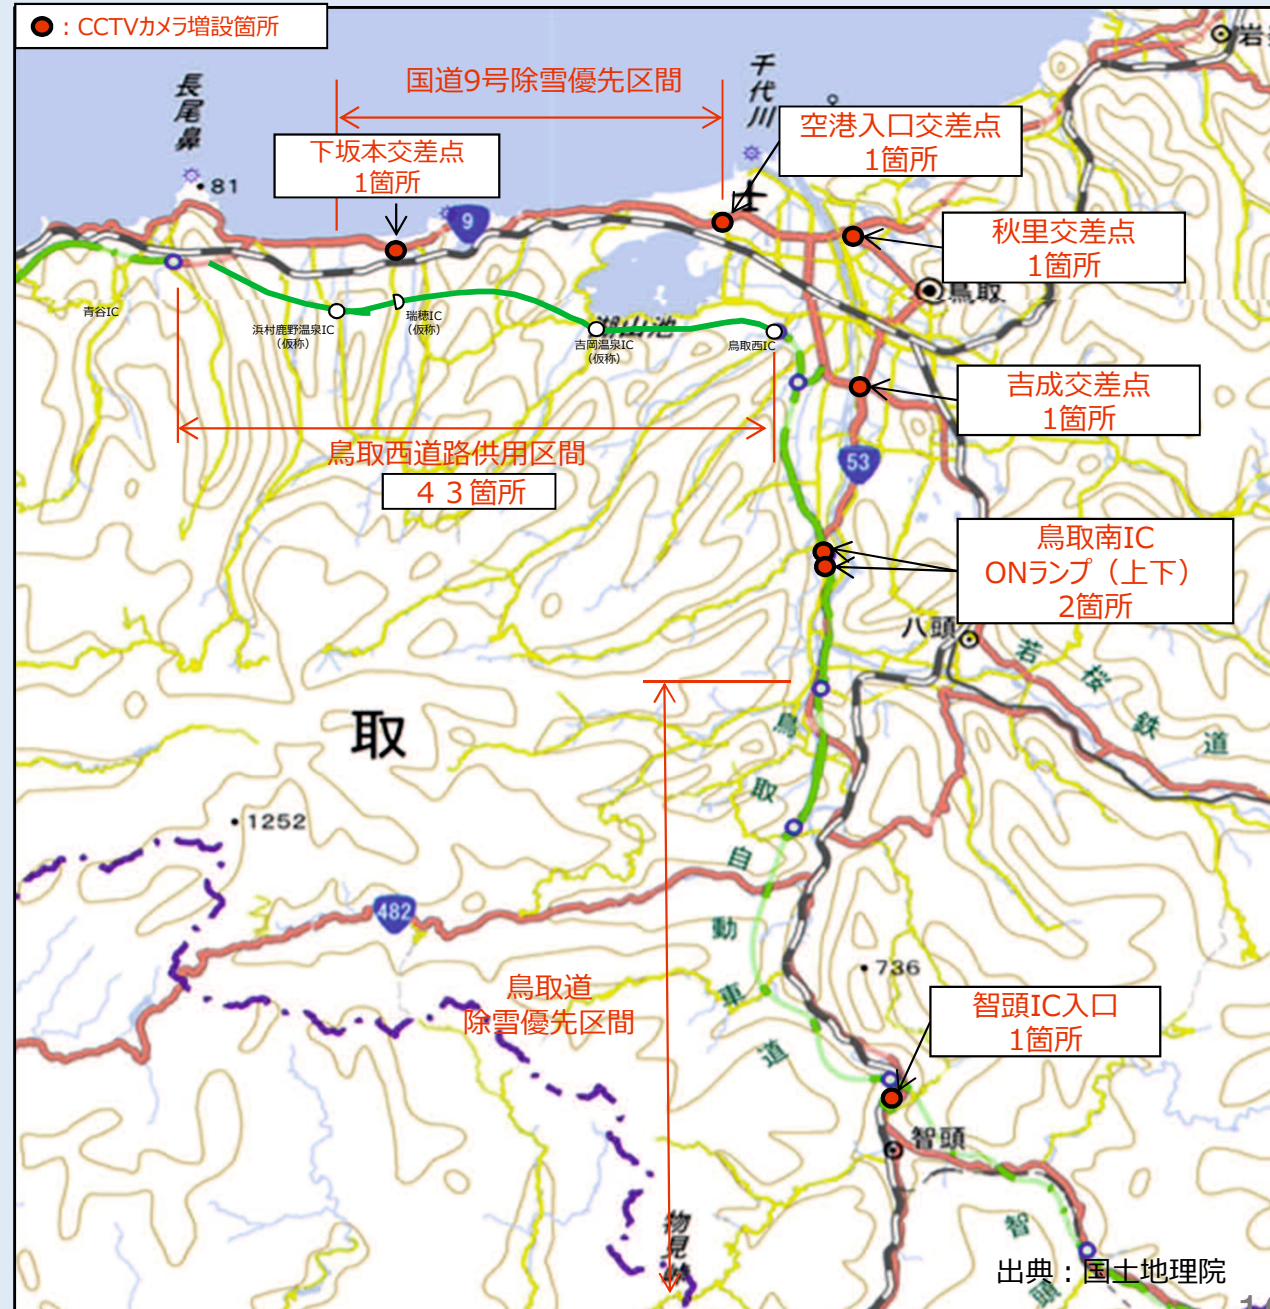 ：CCTVカメラ増設箇所
国道9号除雪優先区間
千代川
長尾鼻
岩
下坂本交差点
1箇所
空港入口交差点
1箇所
81
9
秋里交差点
1箇所
鳥取
青谷IC
浜村鹿野温泉IC
（仮称）
瑞穂IC
（仮称）
湖山池
吉岡温泉IC
（仮称）
鳥取西IC
吉成交差点
1箇所
鳥取西道路供用区間
４３箇所
53
鳥取南IC
ONランプ（上下）
2箇所
八頭
若桜鉄道
取
鳥取自動車道
1252
482
736
鳥取道
除雪優先区間
智頭IC入口
1箇所
智頭
智頭
出典：国土地理院